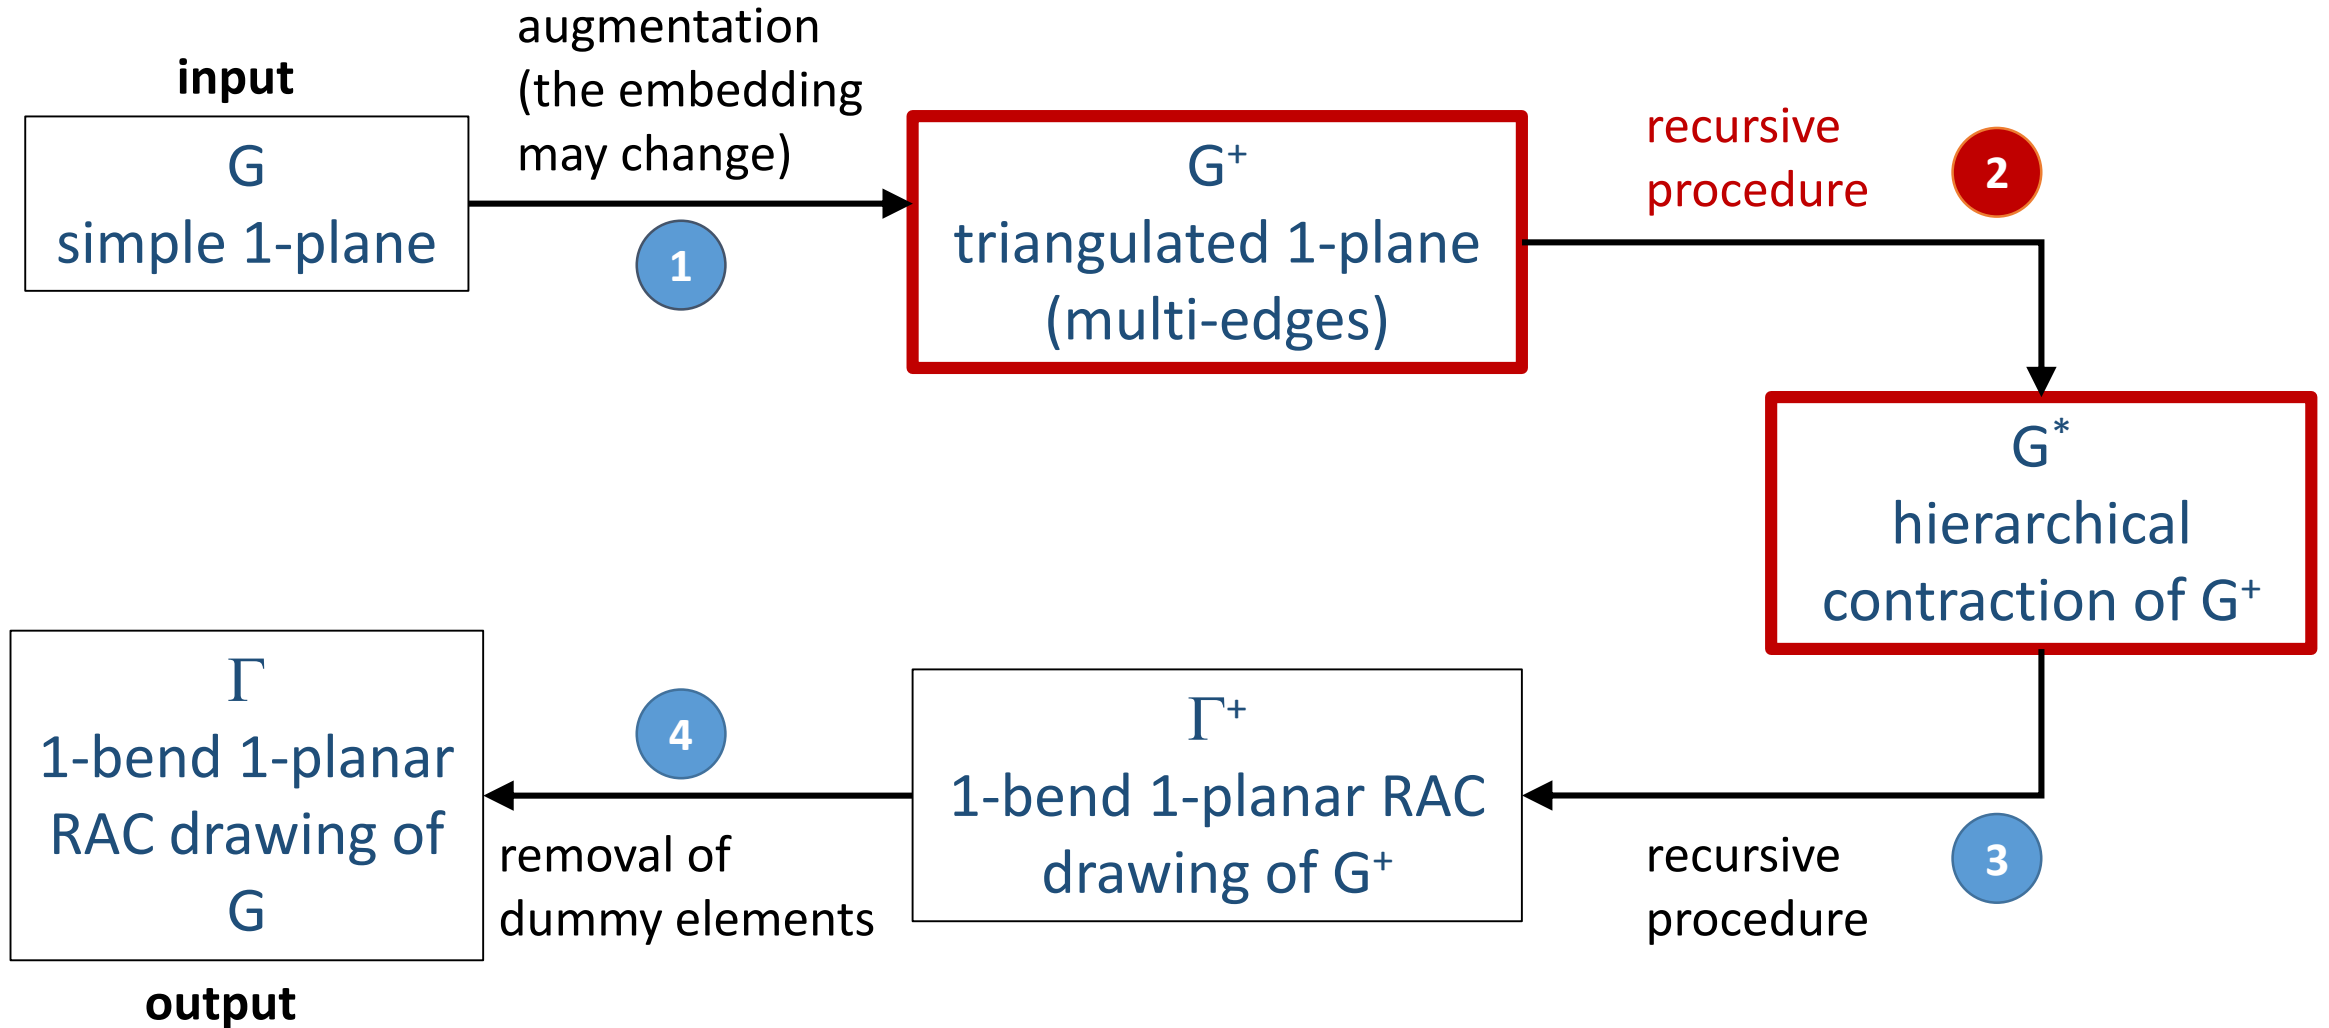 input
G
simple 1-plane
augmentation
(the embedding
may change)
1
G⁺
triangulated 1-plane
(multi-edges)
recursive
procedure
2
G*
hierarchical
contraction of G⁺
recursive
procedure
3
Γ⁺
1-bend 1-planar RAC
drawing of G⁺
4
removal of
dummy elements
Γ
1-bend 1-planar
RAC drawing of
G
output